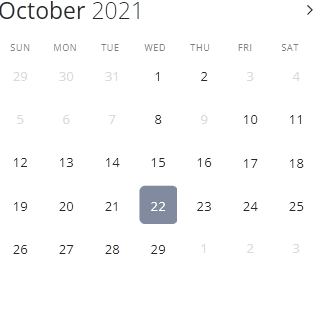 October 2021
SUN MON TUE WED THU FRI SAT
29 30 31 1 2 3 4
5 6 7 8 9 10 11
12 13 14 15 16 17 18
19 20 21 22 23 24 25
26 27 28 29 1 2 3